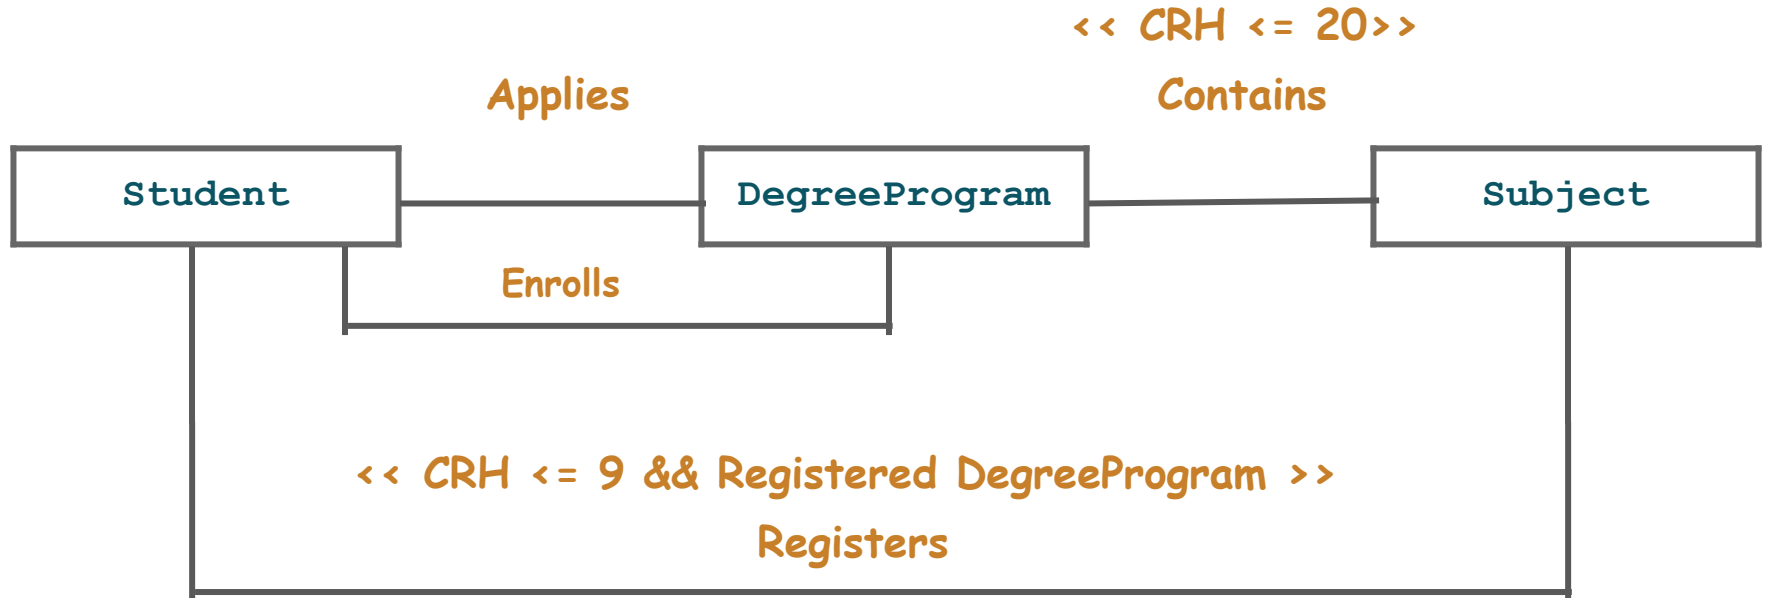 << CRH <= 20>>
Applies
Contains
Student
DegreeProgram
Subject
Enrolls
<< CRH <= 9 && Registered DegreeProgram >>
Registers